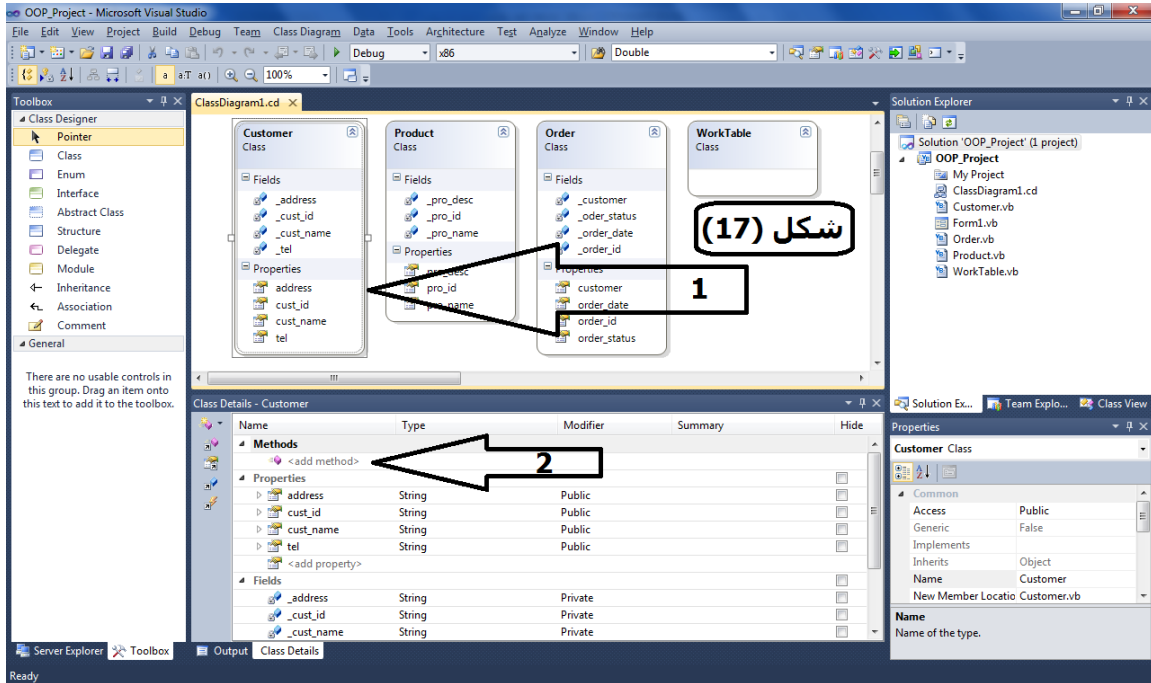 OOP_Project - Microsoft Visual Studio
File Edit View Project Build Debug Team Class Diagram Data Tools Architecture Test Analyze Window Help
Debug x86 Double
a a:T a() 100%
Toolbox
Class Designer
Pointer
Class
Enum
Interface
Abstract Class
Structure
Delegate
Module
Inheritance
Association
Comment
General
There are no usable controls in
this group. Drag an item onto
this text to add it to the toolbox.
Server Explorer Toolbox
ClassDiagram1.cd
Customer
Class
Fields
_address
_cust_id
_cust_name
_tel
Properties
address
cust_id
cust_name
tel
Product
Class
Fields
_pro_desc
_pro_id
_pro_name
Properties
pro_desc
pro_id
pro_name
Order
Class
Fields
_customer
_oder_status
_order_date
_order_id
Properties
customer
order_date
order_id
order_status
WorkTable
Class
شكل (17)
1
Class Details - Customer
Name Type Modifier Summary Hide
Methods
<add method>
2
Properties
address String Public
cust_id String Public
cust_name String Public
tel String Public
<add property>
Fields
_address String Private
_cust_id String Private
_cust_name String Private
Output Class Details
Solution Explorer
Solution 'OOP_Project' (1 project)
OOP_Project
My Project
ClassDiagram1.cd
Customer.vb
Form1.vb
Order.vb
Product.vb
WorkTable.vb
Solution Ex... Team Explo... Class View
Properties
Customer Class
Common
Access Public
Generic False
Implements
Inherits Object
Name Customer
New Member Locatio Customer.vb
Name
Name of the type.
Ready